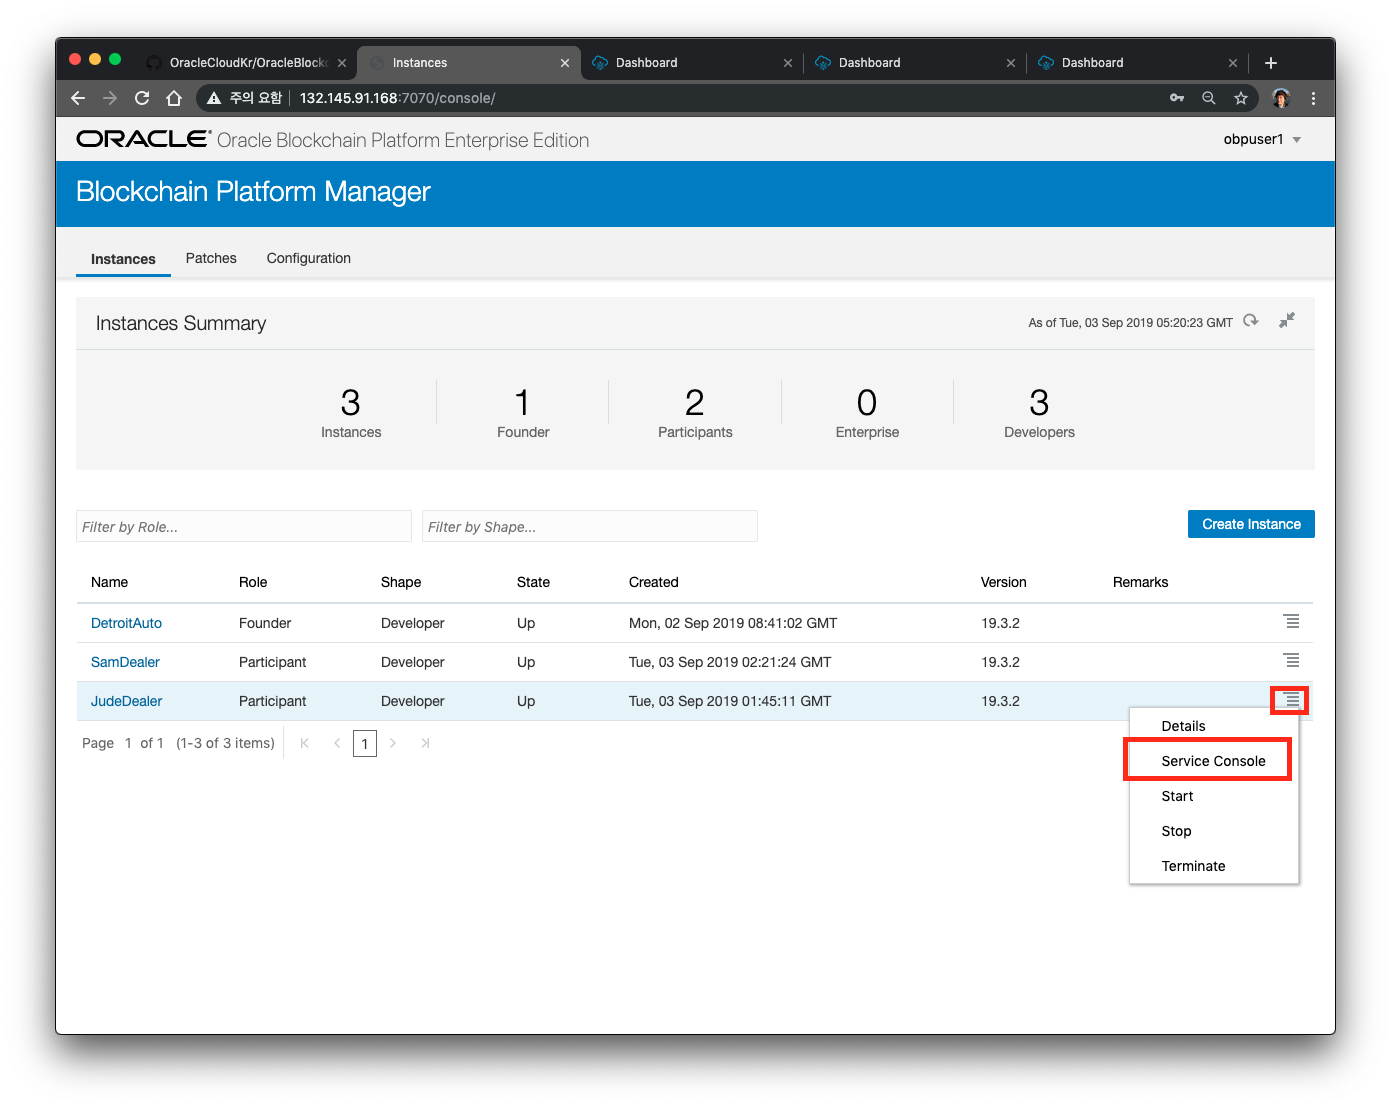 OracleCloudKr/OracleBlockc
Instances
Dashboard
Dashboard
Dashboard
주의 요함 132.145.91.168:7070/console/
ORACLE® Oracle Blockchain Platform Enterprise Edition
obpuser1
Blockchain Platform Manager
Instances Patches Configuration
Instances Summary
As of Tue, 03 Sep 2019 05:20:23 GMT
3 1 2 0 3
Instances Founder Participants Enterprise Developers
Filter by Role... Filter by Shape... Create Instance
Name Role Shape State Created Version Remarks
DetroitAuto Founder Developer Up Mon, 02 Sep 2019 08:41:02 GMT 19.3.2
SamDealer Participant Developer Up Tue, 03 Sep 2019 02:21:24 GMT 19.3.2
JudeDealer Participant Developer Up Tue, 03 Sep 2019 01:45:11 GMT 19.3.2
Page 1 of 1 (1-3 of 3 items) 1
Details
Service Console
Start
Stop
Terminate